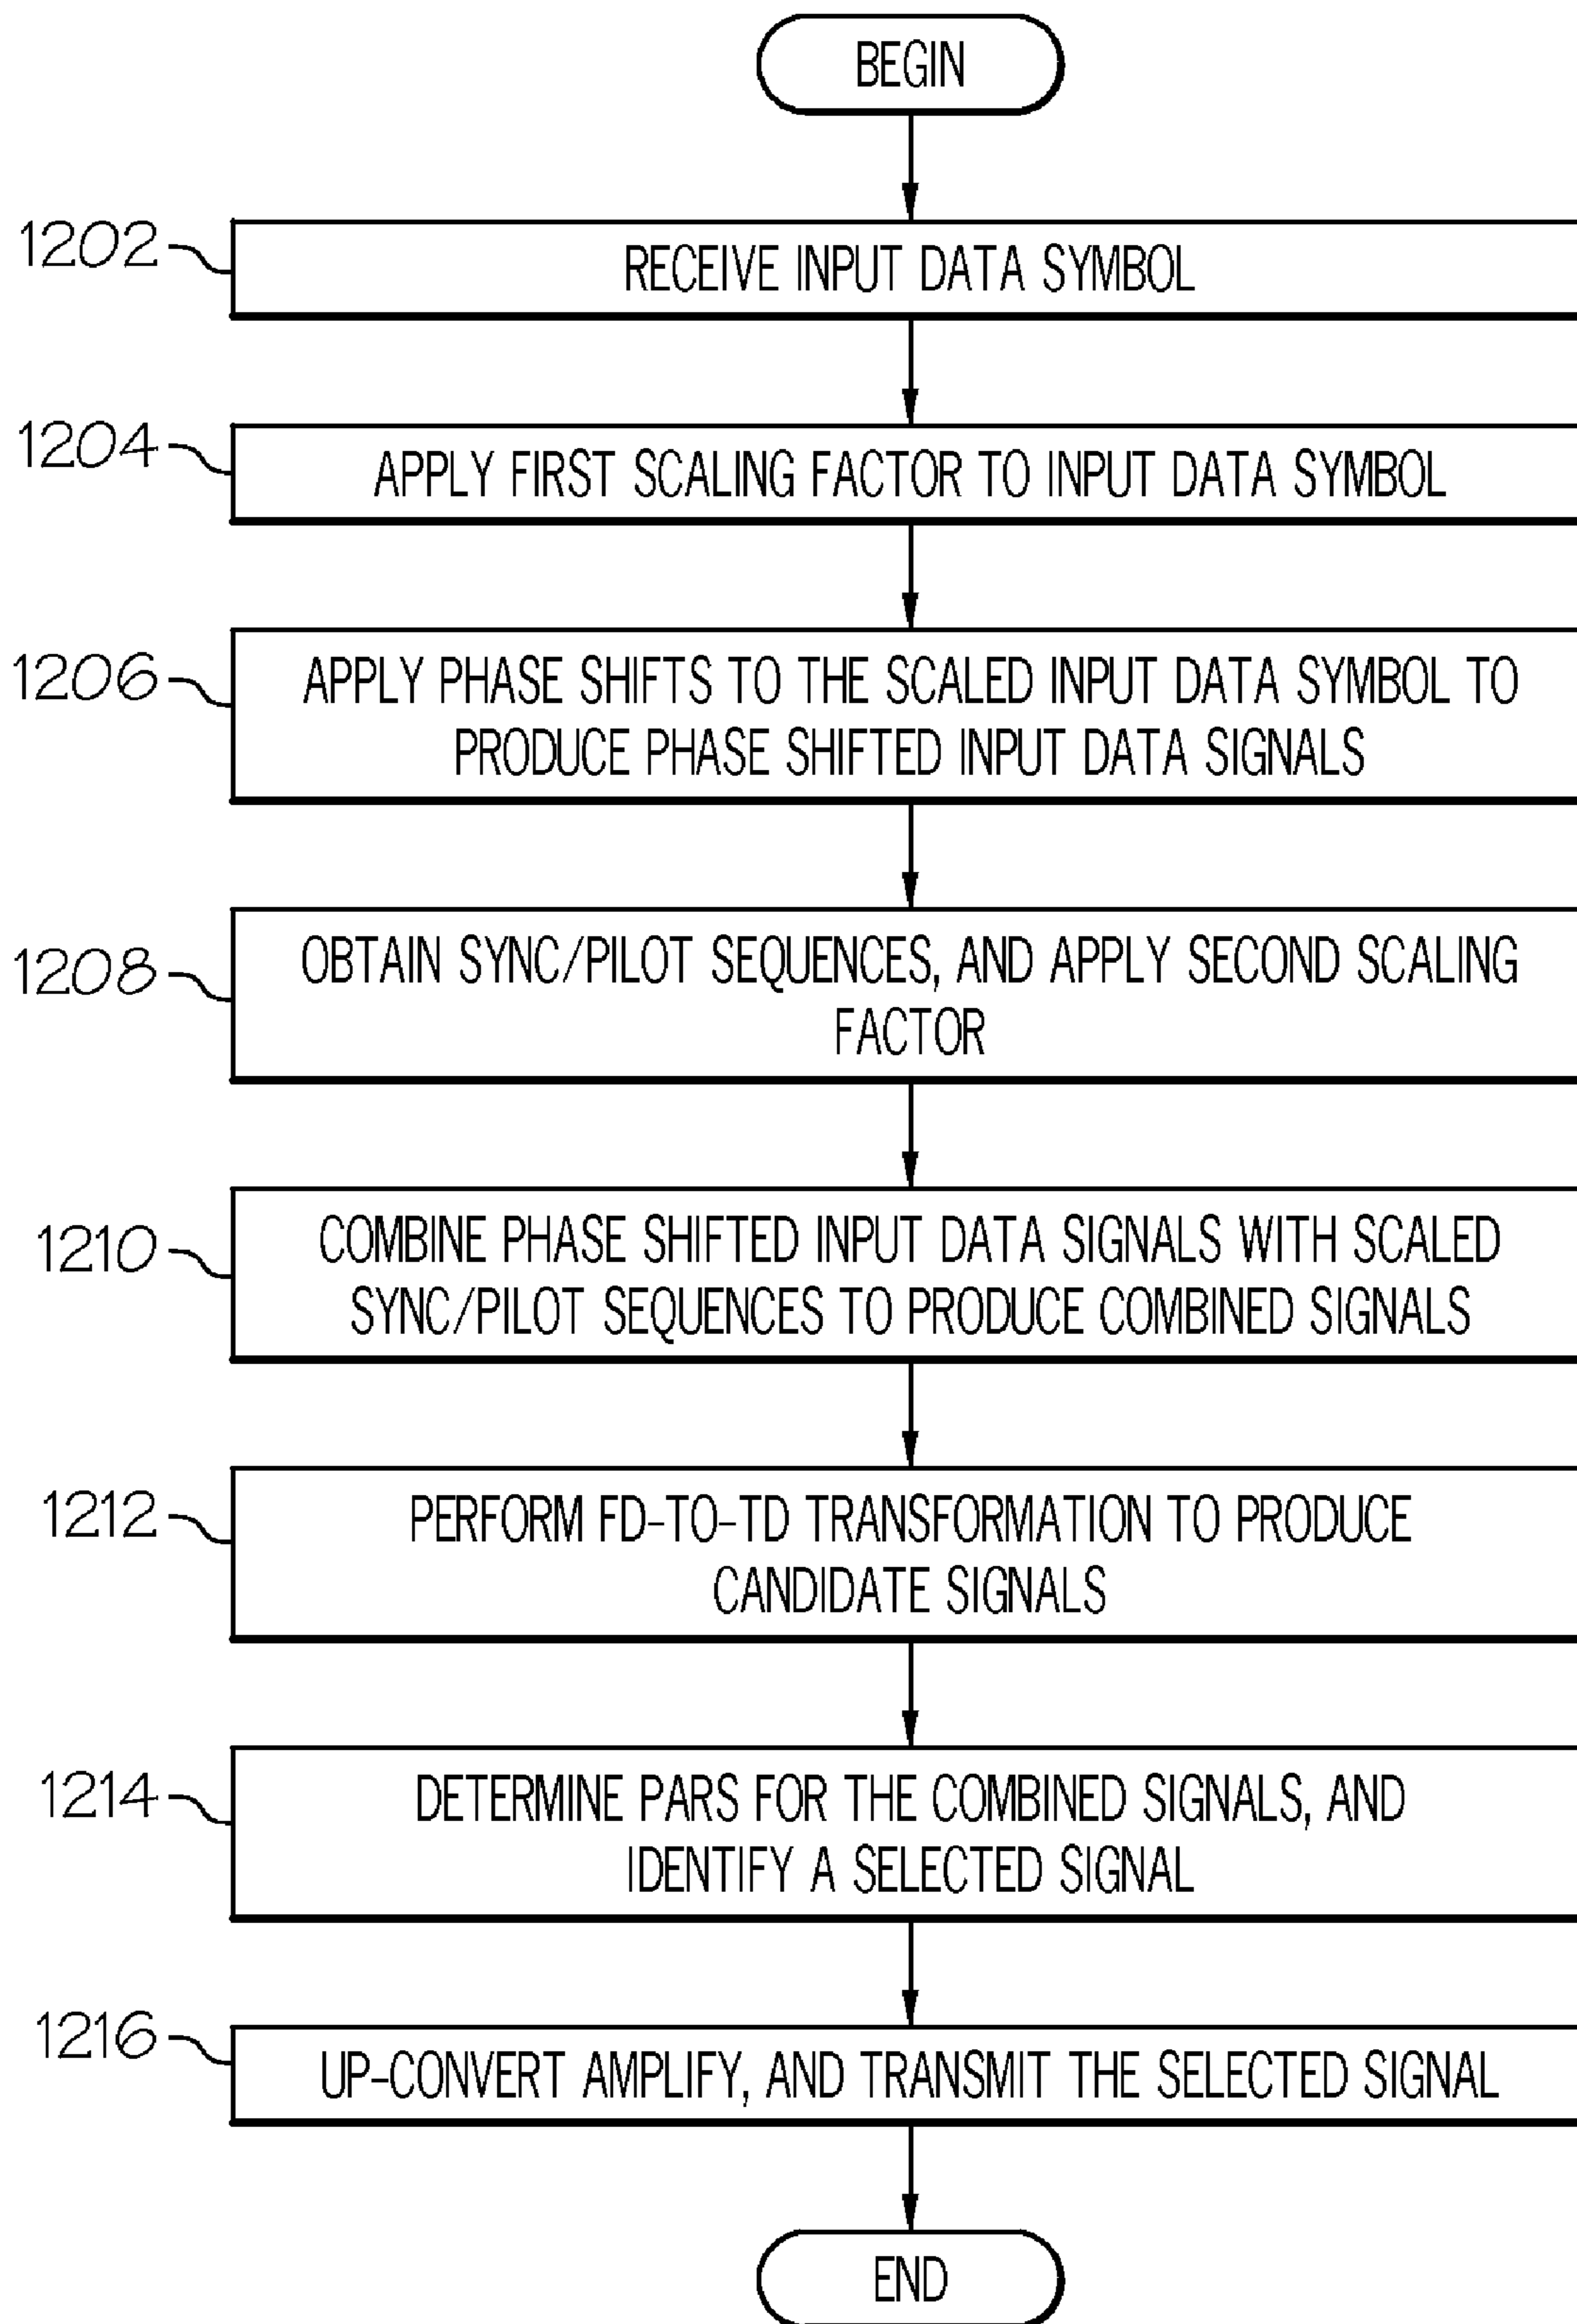 BEGIN
1202
RECEIVE INPUT DATA SYMBOL
1204
APPLY FIRST SCALING FACTOR TO INPUT DATA SYMBOL
1206
APPLY PHASE SHIFTS TO THE SCALED INPUT DATA SYMBOL TO
PRODUCE PHASE SHIFTED INPUT DATA SIGNALS
1208
OBTAIN SYNC/PILOT SEQUENCES, AND APPLY SECOND SCALING
FACTOR
1210
COMBINE PHASE SHIFTED INPUT DATA SIGNALS WITH SCALED
SYNC/PILOT SEQUENCES TO PRODUCE COMBINED SIGNALS
1212
PERFORM FD-TO-TD TRANSFORMATION TO PRODUCE
CANDIDATE SIGNALS
1214
DETERMINE PARS FOR THE COMBINED SIGNALS, AND
IDENTIFY A SELECTED SIGNAL
1216
UP-CONVERT AMPLIFY, AND TRANSMIT THE SELECTED SIGNAL
END